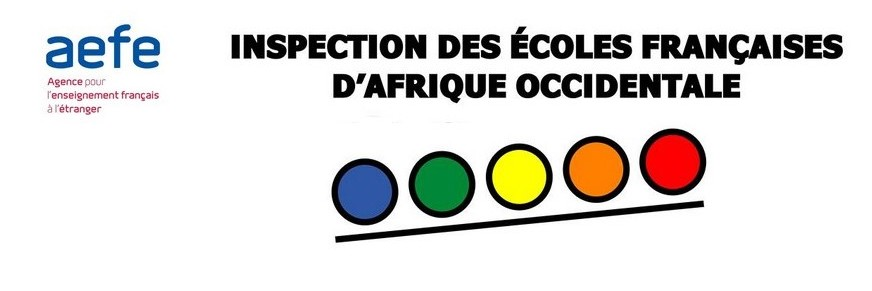 aefe
Agence pour
l'enseignement français
à l'étranger
INSPECTION DES ÉCOLES FRANÇAISES
D'AFRIQUE OCCIDENTALE